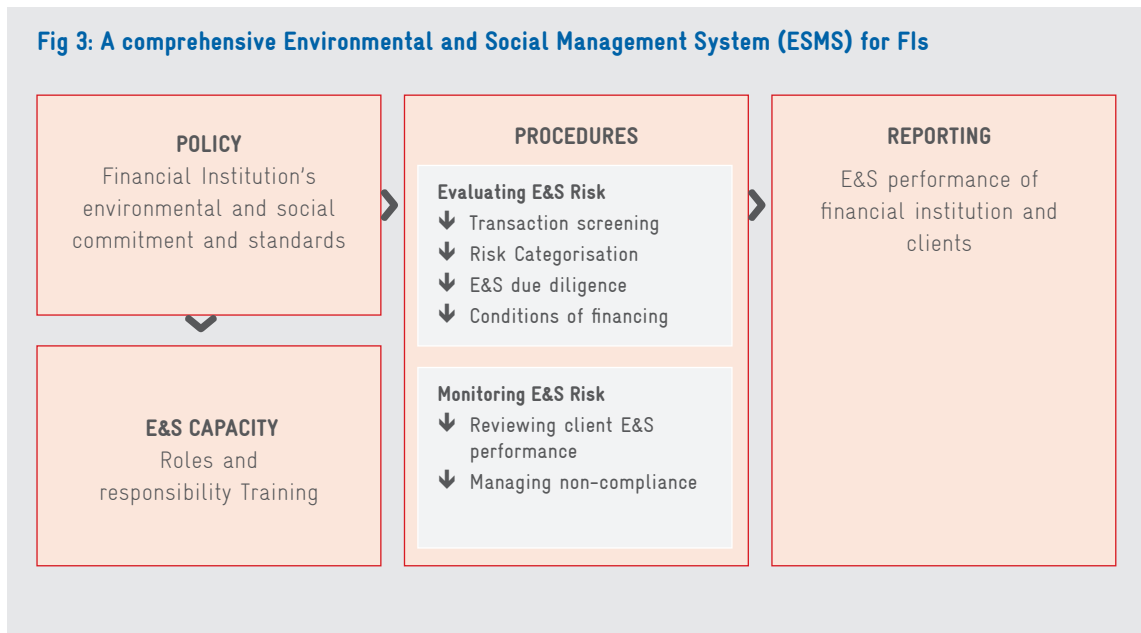 Fig 3: A comprehensive Environmental and Social Management System (ESMS) for FIs
POLICY
Financial Institution's
environmental and social
commitment and standards
E&S CAPACITY
Roles and
responsibility Training
PROCEDURES
Evaluating E&S Risk
Transaction screening
Risk Categorisation
E&S due diligence
Conditions of financing
Monitoring E&S Risk
Reviewing client E&S
performance
Managing non-compliance
REPORTING
E&S performance of
financial institution and
clients